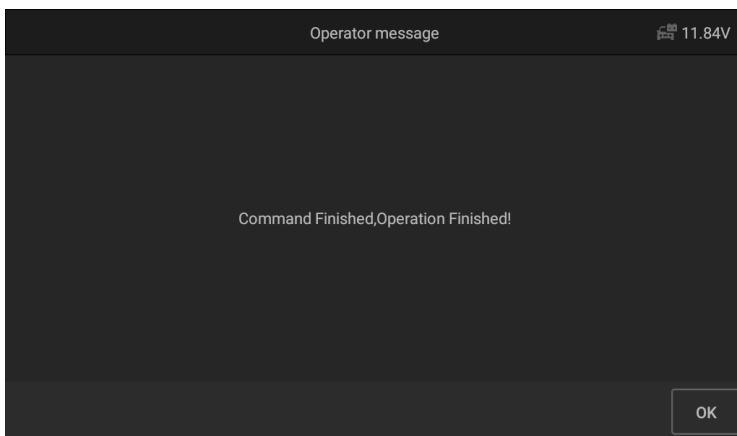 Operator message
11.84V
Command Finished,Operation Finished!
OK